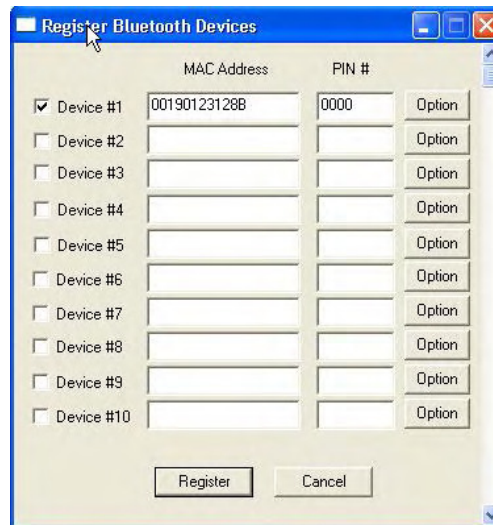 Register Bluetooth Devices
MAC Address PIN #
Device #1 00190123128B 0000 Option
Device #2 Option
Device #3 Option
Device #4 Option
Device #5 Option
Device #6 Option
Device #7 Option
Device #8 Option
Device #9 Option
Device #10 Option
Register Cancel